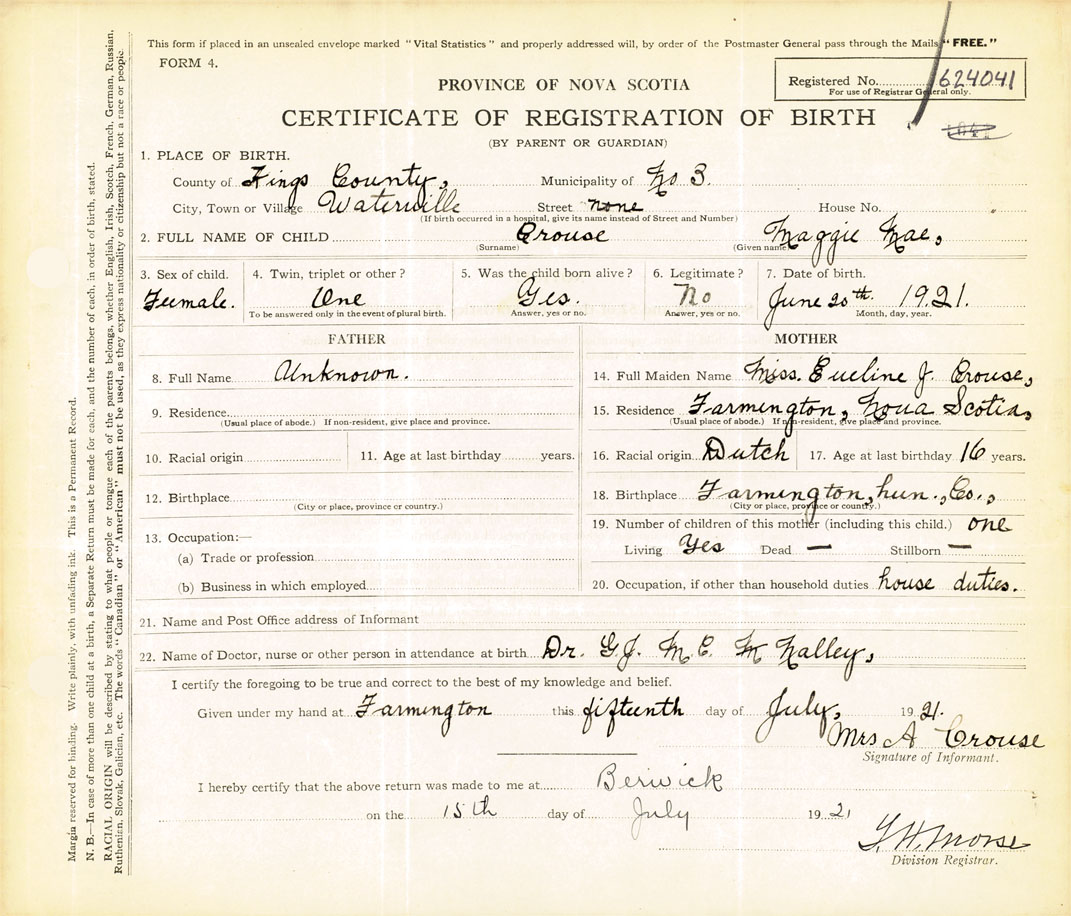 This form if placed in an unsealed envelope marked "Vital Statistics" and properly addressed will, by order of the Postmaster General pass through the Mails "FREE."
FORM 4.
Registered No. 624041
For use of Registrar General only.
PROVINCE OF NOVA SCOTIA
CERTIFICATE OF REGISTRATION OF BIRTH
(BY PARENT OR GUARDIAN)
1. PLACE OF BIRTH.
County of Kings County, Municipality of No 3.
City, Town or Village Waterville Street none House No. "
(If birth occurred in a hospital, give its name instead of Street and Number)
2. FULL NAME OF CHILD Crouse Maggie Mae,
(Surname) (Given name)
3. Sex of child. 4. Twin, triplet or other? 5. Was the child born alive? 6. Legitimate? 7. Date of birth.
Feemale. One Yes. No June 20th. 1921.
To be answered only in the event of plural birth. Answer, yes or no. Answer, yes or no. Month, day, year.
FATHER
8. Full Name Unknown.
9. Residence
(Usual place of abode.) If non-resident, give place and province.
10. Racial origin 11. Age at last birthday years.
12. Birthplace
(City or place, province or country.)
13. Occupation:—
(a) Trade or profession
(b) Business in which employed
MOTHER
14. Full Maiden Name Miss. Eveline J. Crouse,
15. Residence Farmington, Nova Scotia,
(Usual place of abode.) If non-resident, give place and province.
16. Racial origin Dutch 17. Age at last birthday 16 years.
18. Birthplace Farmington, Lun., Co.,
(City or place, province or country.)
19. Number of children of this mother (including this child.) one
Living Yes Dead — Stillborn —
20. Occupation, if other than household duties house duties.
21. Name and Post Office address of Informant
22. Name of Doctor, nurse or other person in attendance at birth Dr. G.J. Mc Nalley,
I certify the foregoing to be true and correct to the best of my knowledge and belief.
Given under my hand at Farmington this fifteenth day of July, 1921.
Mrs A Crouse
Signature of Informant.
I hereby certify that the above return was made to me at Berwick
on the 15th day of July 1921
Morse
Division Registrar.
Margin reserved for binding. Write plainly, with unfading ink. This is a Permanent Record.
N. B.—In case of more than one child at a birth, a Separate Return must be made for each, and the number of each, in order of birth, stated.
RACIAL ORIGIN will be described by stating to what people or tongue each of the parents belongs, whether English, Irish, Scotch, French, German, Russian,
Ruthenian, Slovak, Galician, etc. The words "Canadian" or "American" must not be used, as they express nationality or citizenship but not a race or people.